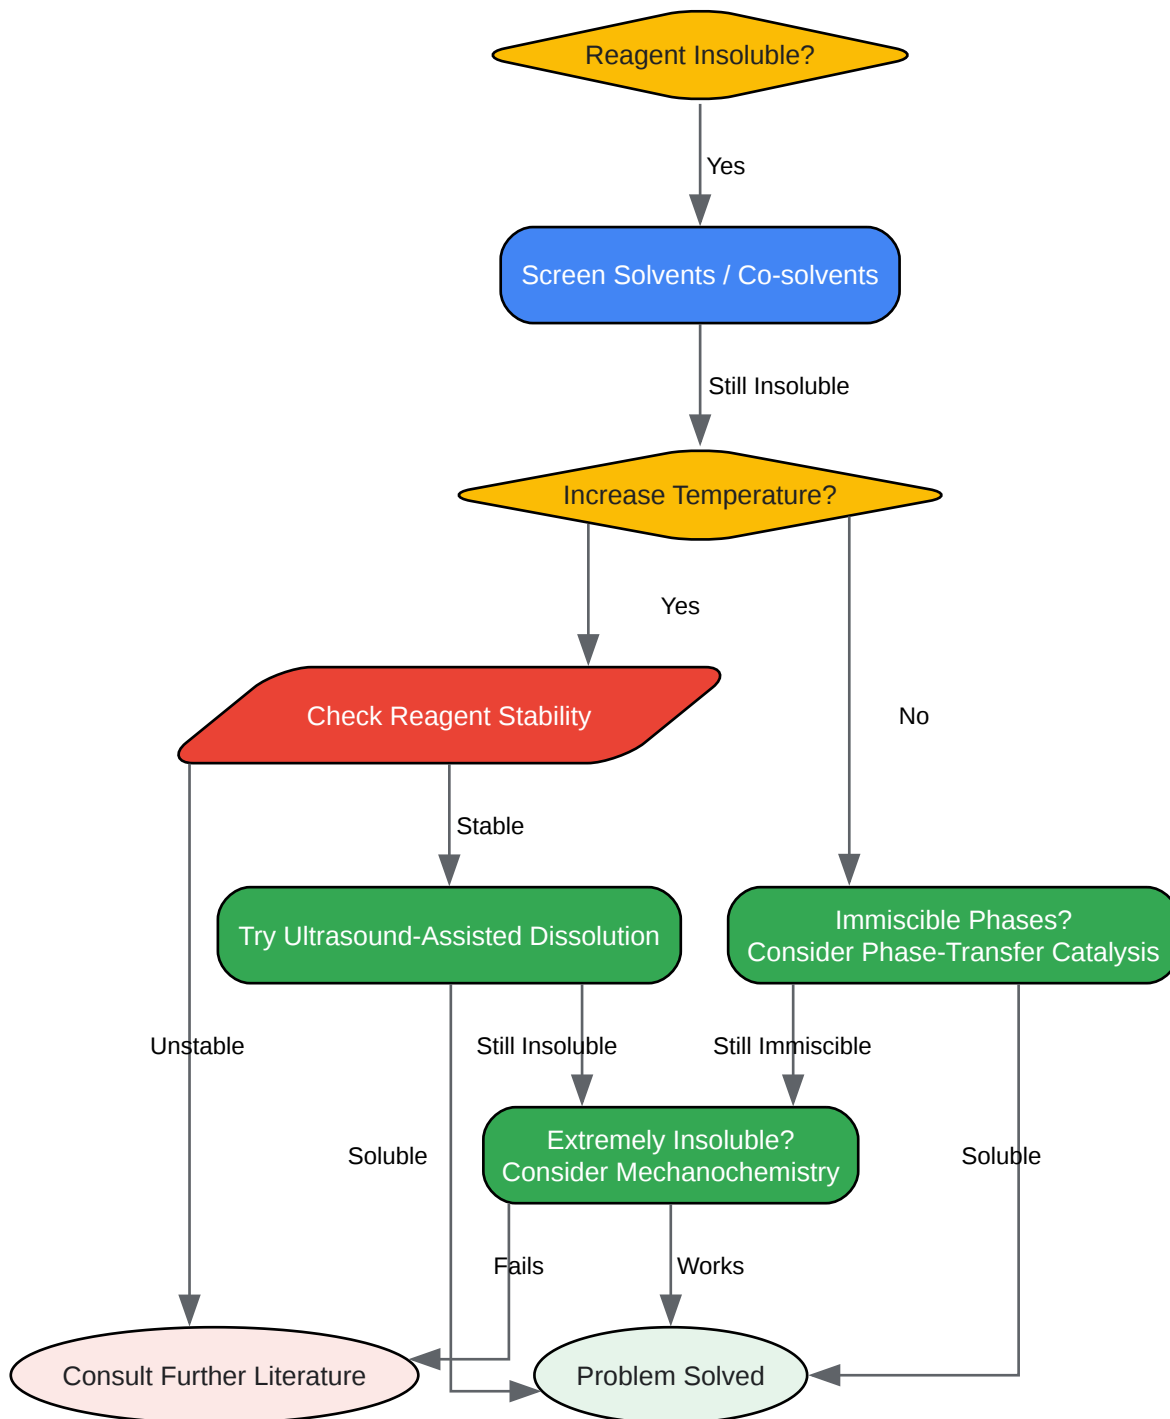 Reagent Insoluble?
Yes
Screen Solvents / Co-solvents
Still Insoluble
Increase Temperature?
Yes
Check Reagent Stability
No
Stable
Try Ultrasound-Assisted Dissolution
Immiscible Phases?
Consider Phase-Transfer Catalysis
Unstable
Still Insoluble
Still Immiscible
Extremely Insoluble?
Consider Mechanochemistry
Soluble
Soluble
Fails
Works
Consult Further Literature
Problem Solved